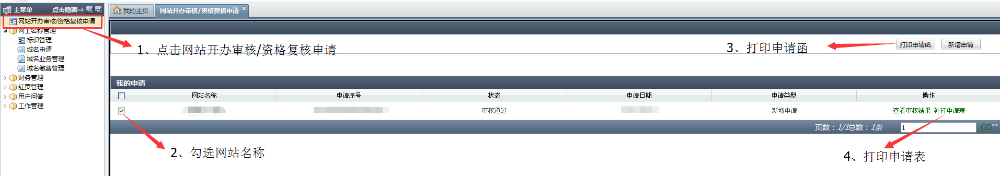 主菜单 点击隐藏⇒
网站开办审核/资格复核申请
网上名称管理
标识管理
域名申请
域名业务管理
域名缴费管理
财务管理
红页管理
用户问答
工作管理
我的主页 网站开办审核/资格复核申请
1、点击网站开办审核/资格复核申请
3、打印申请函
打印申请函 新增申请
我的申请
网站名称 申请序号 状态 申请日期 申请类型 操作
审核通过 新增申请 查看审核结果 补打申请表
页数：1/1总数：1条 1 GO""
2、勾选网站名称
4、打印申请表